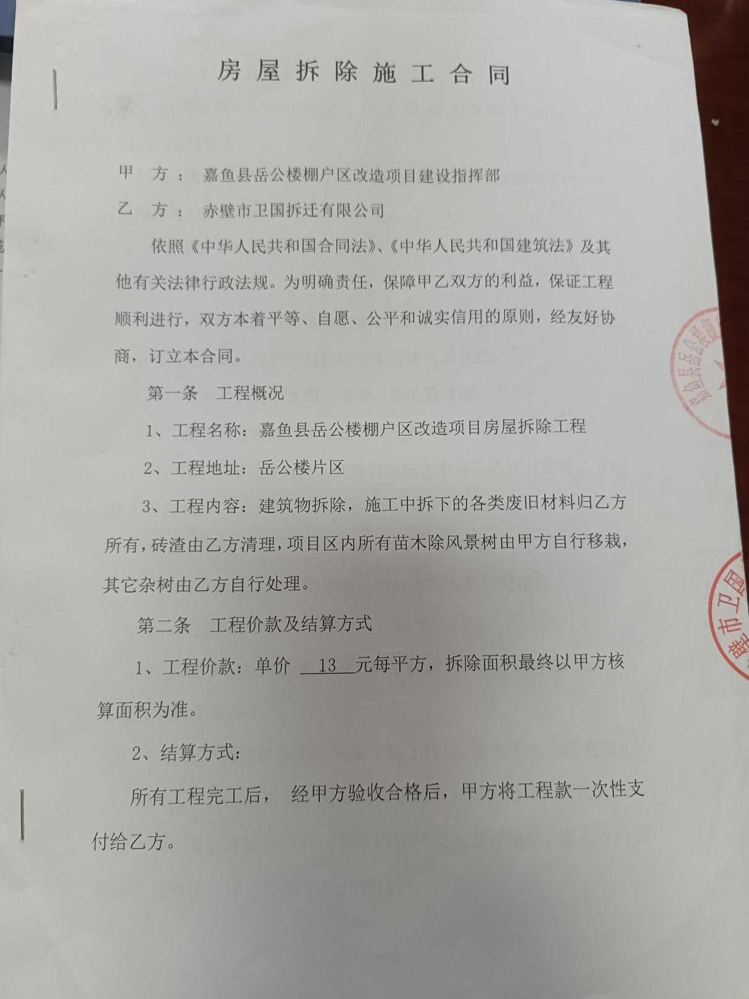 房屋拆除施工合同
甲 方：嘉鱼县岳公楼棚户区改造项目建设指挥部
乙 方：赤壁市卫国拆迁有限公司
依照《中华人民共和国合同法》、《中华人民共和国建筑法》及其
他有关法律行政法规。为明确责任，保障甲乙双方的利益，保证工程
顺利进行，双方本着平等、自愿、公平和诚实信用的原则，经友好协
商，订立本合同。
第一条 工程概况
1、工程名称：嘉鱼县岳公楼棚户区改造项目房屋拆除工程
2、工程地址：岳公楼片区
3、工程内容：建筑物拆除，施工中拆下的各类废旧材料归乙方
所有，砖渣由乙方清理，项目区内所有苗木除风景树由甲方自行移栽，
其它杂树由乙方自行处理。
第二条 工程价款及结算方式
1、工程价款：单价 13 元每平方，拆除面积最终以甲方核
算面积为准。
2、结算方式：
所有工程完工后， 经甲方验收合格后，甲方将工程款一次性支
付给乙方。
嘉鱼县岳公楼棚
壁市卫国